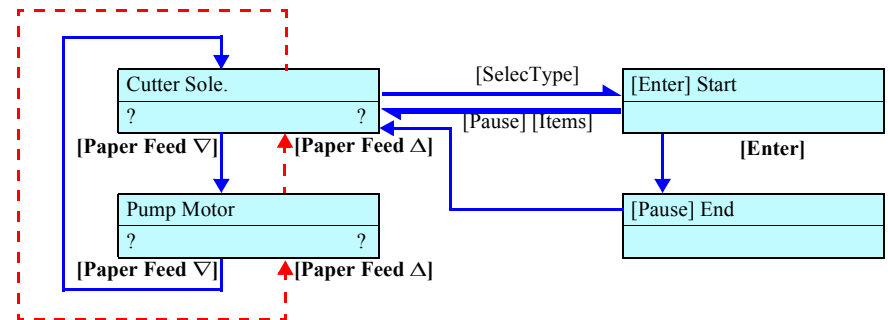 Cutter Sole.
? ?
[SelecType]
[Enter] Start
[Pause] [Items]
[Paper Feed ∇] [Paper Feed Δ]
[Enter]
Pump Motor
? ?
[Pause] End
[Paper Feed ∇] [Paper Feed Δ]